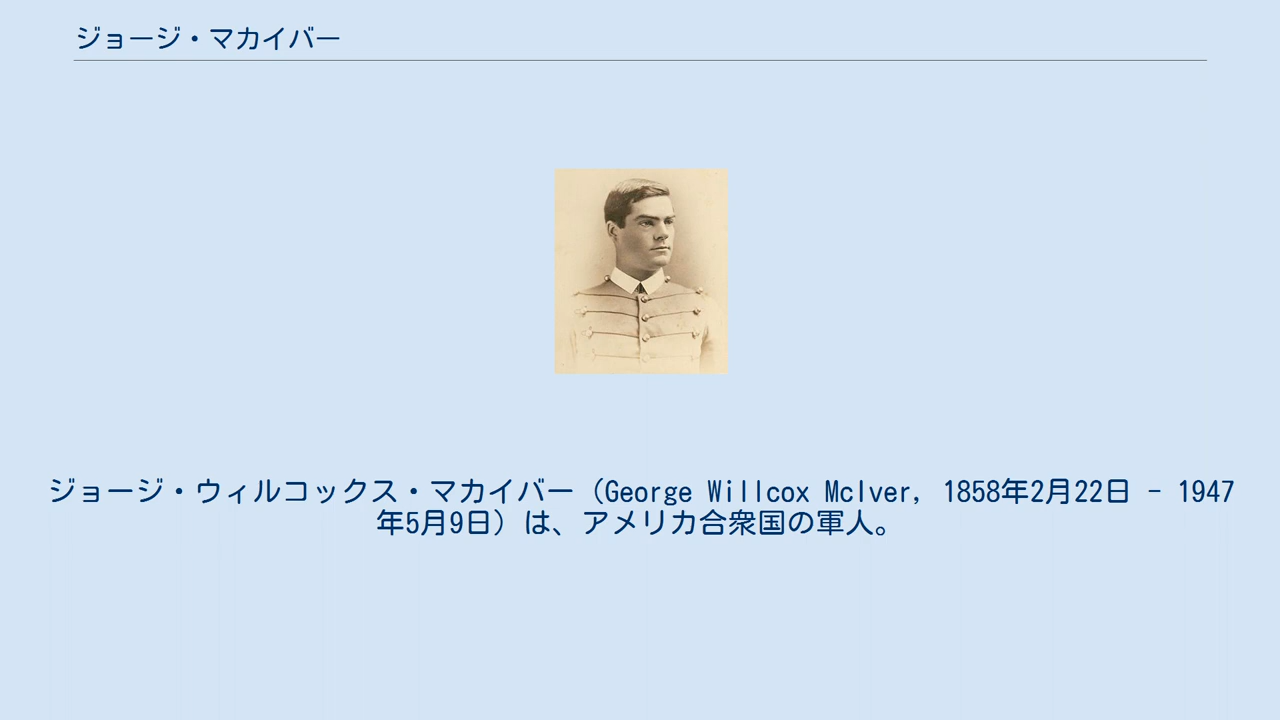 ジョージ・マカイバー
ジョージ・ウィルコックス・マカイバー（George Willcox McIver, 1858年2月22日 - 1947
年5月9日）は、アメリカ合衆国の軍人。